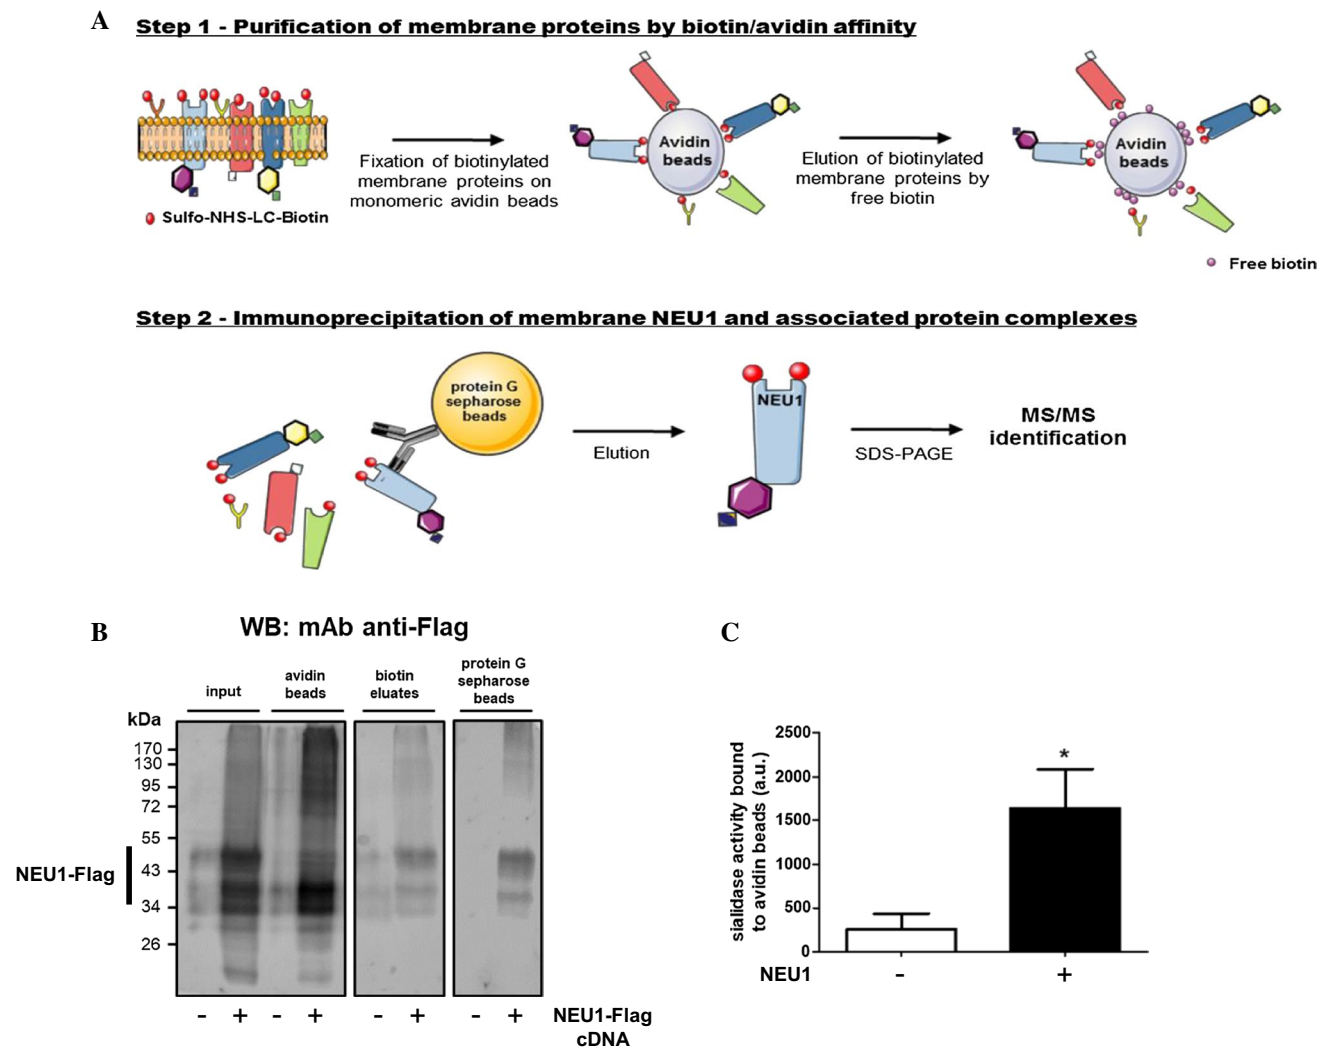 A
Step 1 - Purification of membrane proteins by biotin/avidin affinity
Sulfo-NHS-LC-Biotin
Fixation of biotinylated
membrane proteins on
monomeric avidin beads
Avidin
beads
Elution of biotinylated
membrane proteins by
free biotin
Avidin
beads
Free biotin
Step 2 - Immunoprecipitation of membrane NEU1 and associated protein complexes
protein G
sepharose
beads
Elution
NEU1
SDS-PAGE
MS/MS
identification
B
WB: mAb anti-Flag
input
avidin
beads
biotin
eluates
protein G
sepharose
beads
kDa
170
130
95
72
55
43
34
26
NEU1-Flag
- + - + - + - +
NEU1-Flag
cDNA
C
sialidase activity bound
to avidin beads (a.u.)
2500
2000
1500
1000
500
0
*
NEU1 - +